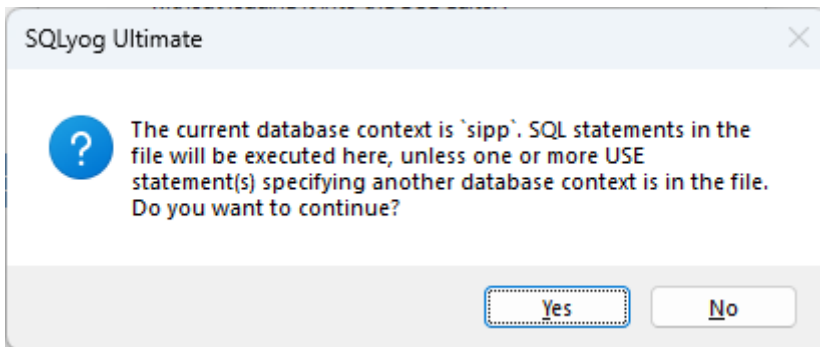 SQLyog Ultimate
The current database context is `sipp`. SQL statements in the
file will be executed here, unless one or more USE
statement(s) specifying another database context is in the file.
Do you want to continue?
Yes
No